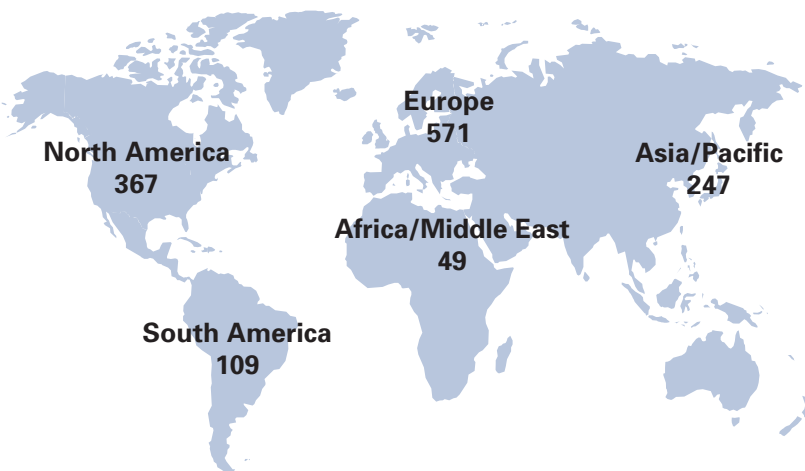 Europe
571
North America
367
Asia/Pacific
247
Africa/Middle East
49
South America
109